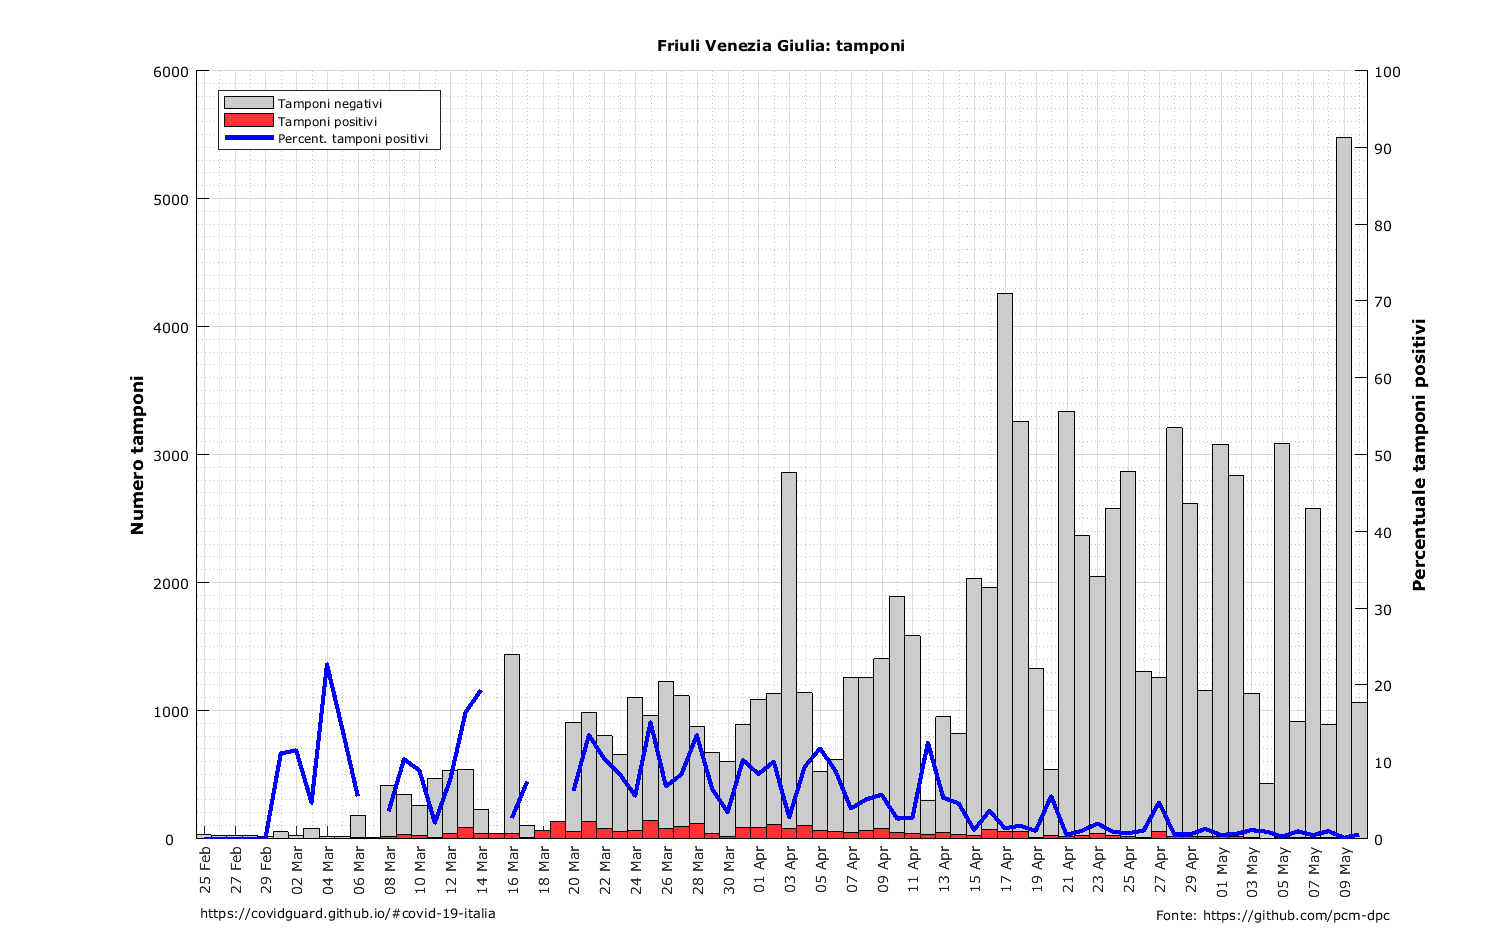 Friuli Venezia Giulia: tamponi
Tamponi negativi
Tamponi positivi
Percent. tamponi positivi
Numero tamponi
6000
5000
4000
3000
2000
1000
0
Percentuale tamponi positivi
100
90
80
70
60
50
40
30
20
10
0
25 Feb
27 Feb
29 Feb
02 Mar
04 Mar
06 Mar
08 Mar
10 Mar
12 Mar
14 Mar
16 Mar
18 Mar
20 Mar
22 Mar
24 Mar
26 Mar
28 Mar
30 Mar
01 Apr
03 Apr
05 Apr
07 Apr
09 Apr
11 Apr
13 Apr
15 Apr
17 Apr
19 Apr
21 Apr
23 Apr
25 Apr
27 Apr
29 Apr
01 May
03 May
05 May
07 May
09 May
https://covidguard.github.io/#covid-19-italia
Fonte: https://github.com/pcm-dpc